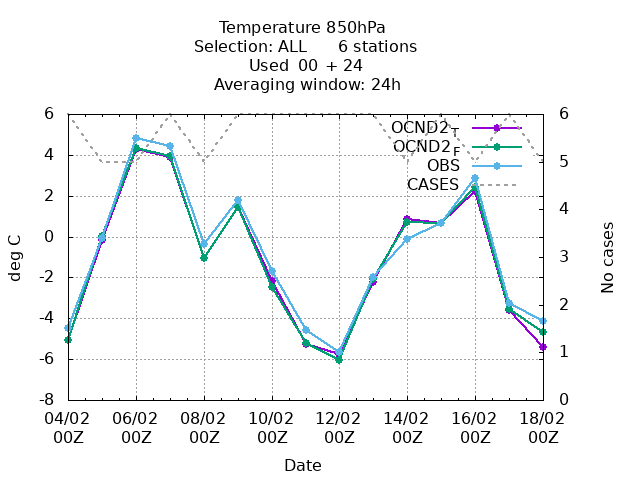 Temperature 850hPa
Selection: ALL      6 stations
Used  00  + 24
Averaging window: 24h
OCND2_T
OCND2_F
OBS
CASES
deg C
6
4
2
0
-2
-4
-6
-8
6
5
4
3
2
1
0
No cases
04/02 06/02 08/02 10/02 12/02 14/02 16/02 18/02
00Z 00Z 00Z 00Z 00Z 00Z 00Z 00Z
Date